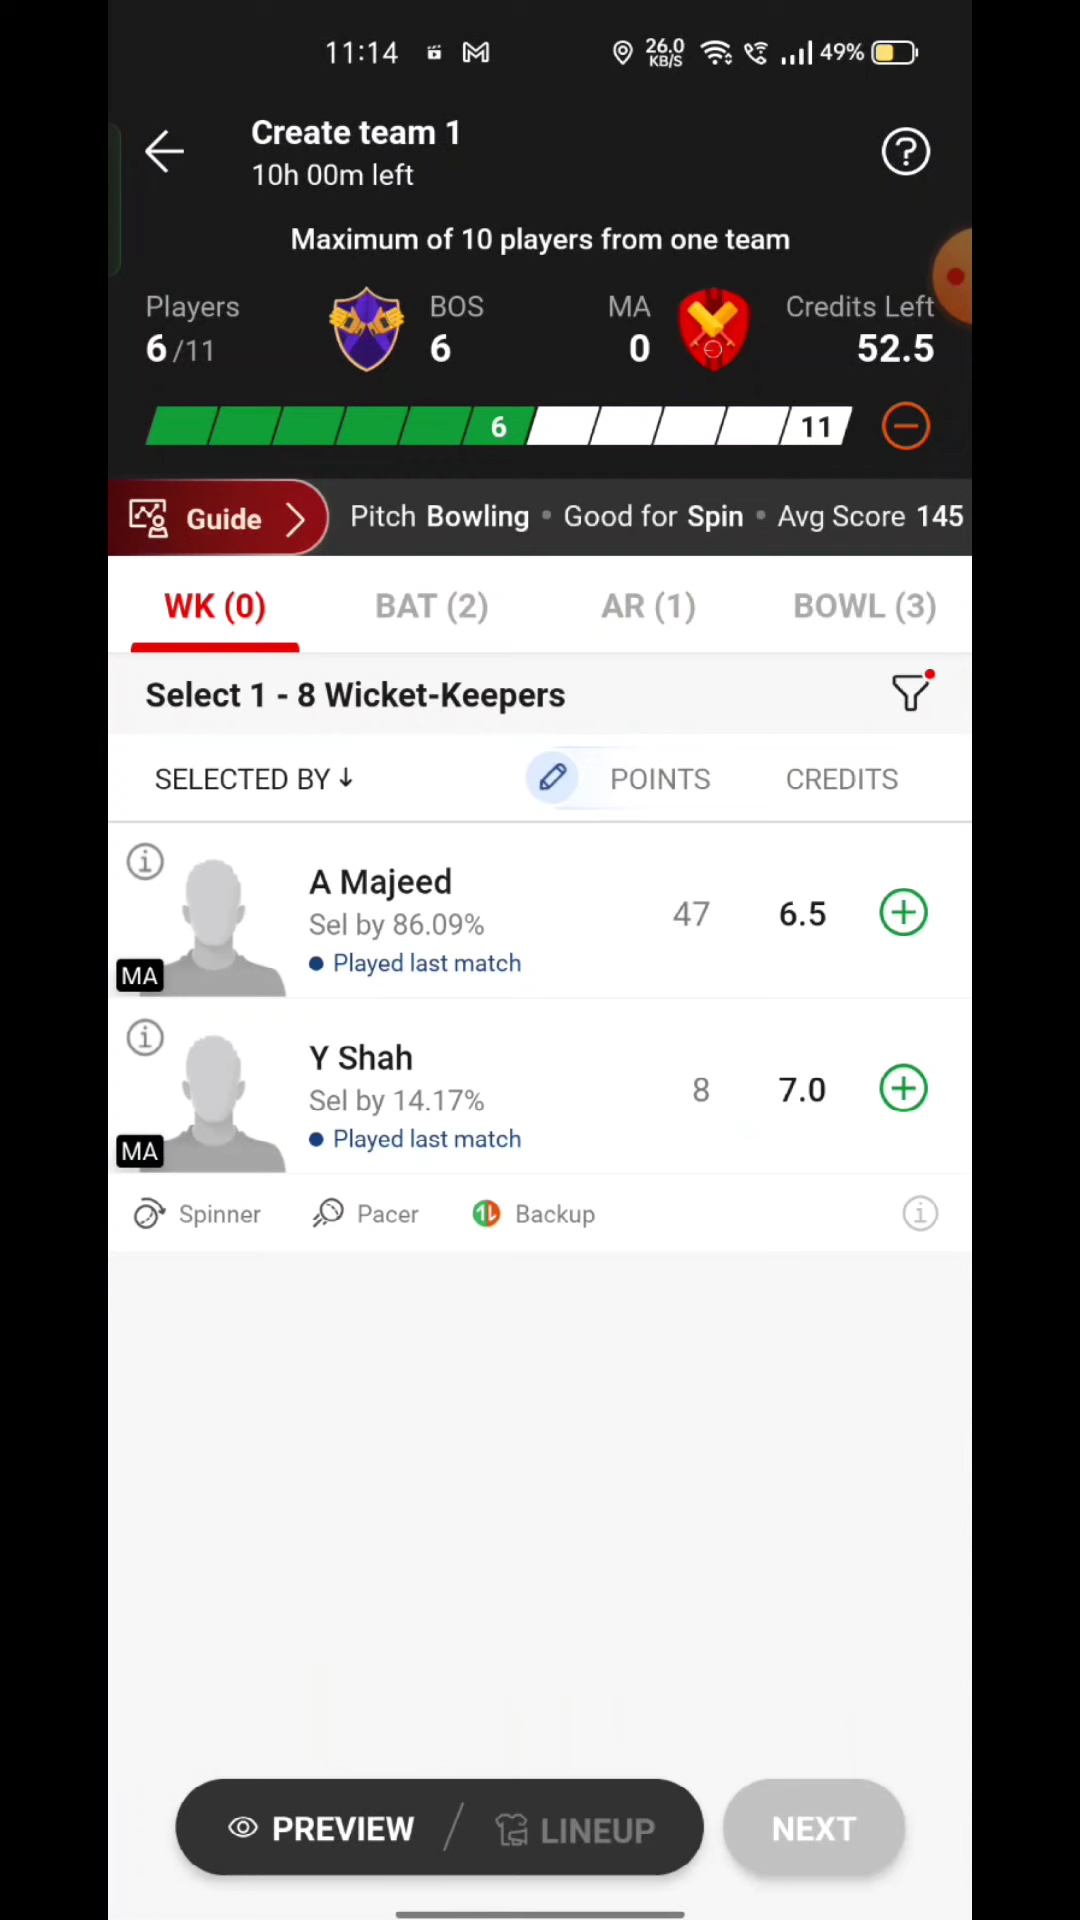 11:14 26.0 KB/S 49%
Create team 1
10h 00m left
Maximum of 10 players from one team
Players BOS MA Credits Left
6/11 6 0 52.5
6 11
Guide Pitch Bowling • Good for Spin • Avg Score 145
WK (0) BAT (2) AR (1) BOWL (3)
Select 1 - 8 Wicket-Keepers
SELECTED BY ↓ POINTS CREDITS
A Majeed
Sel by 86.09% 47 6.5
MA • Played last match
Y Shah
Sel by 14.17% 8 7.0
MA • Played last match
Spinner Pacer Backup
PREVIEW / LINEUP NEXT